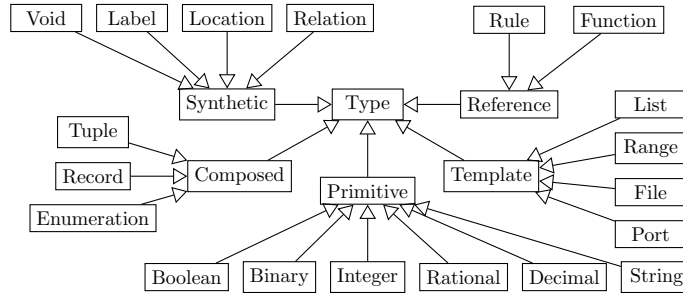 Void
Label
Location
Relation
Rule
Function
Synthetic
Type
Reference
List
Tuple
Range
Record
Composed
Primitive
Template
File
Enumeration
Port
Boolean
Binary
Integer
Rational
Decimal
String